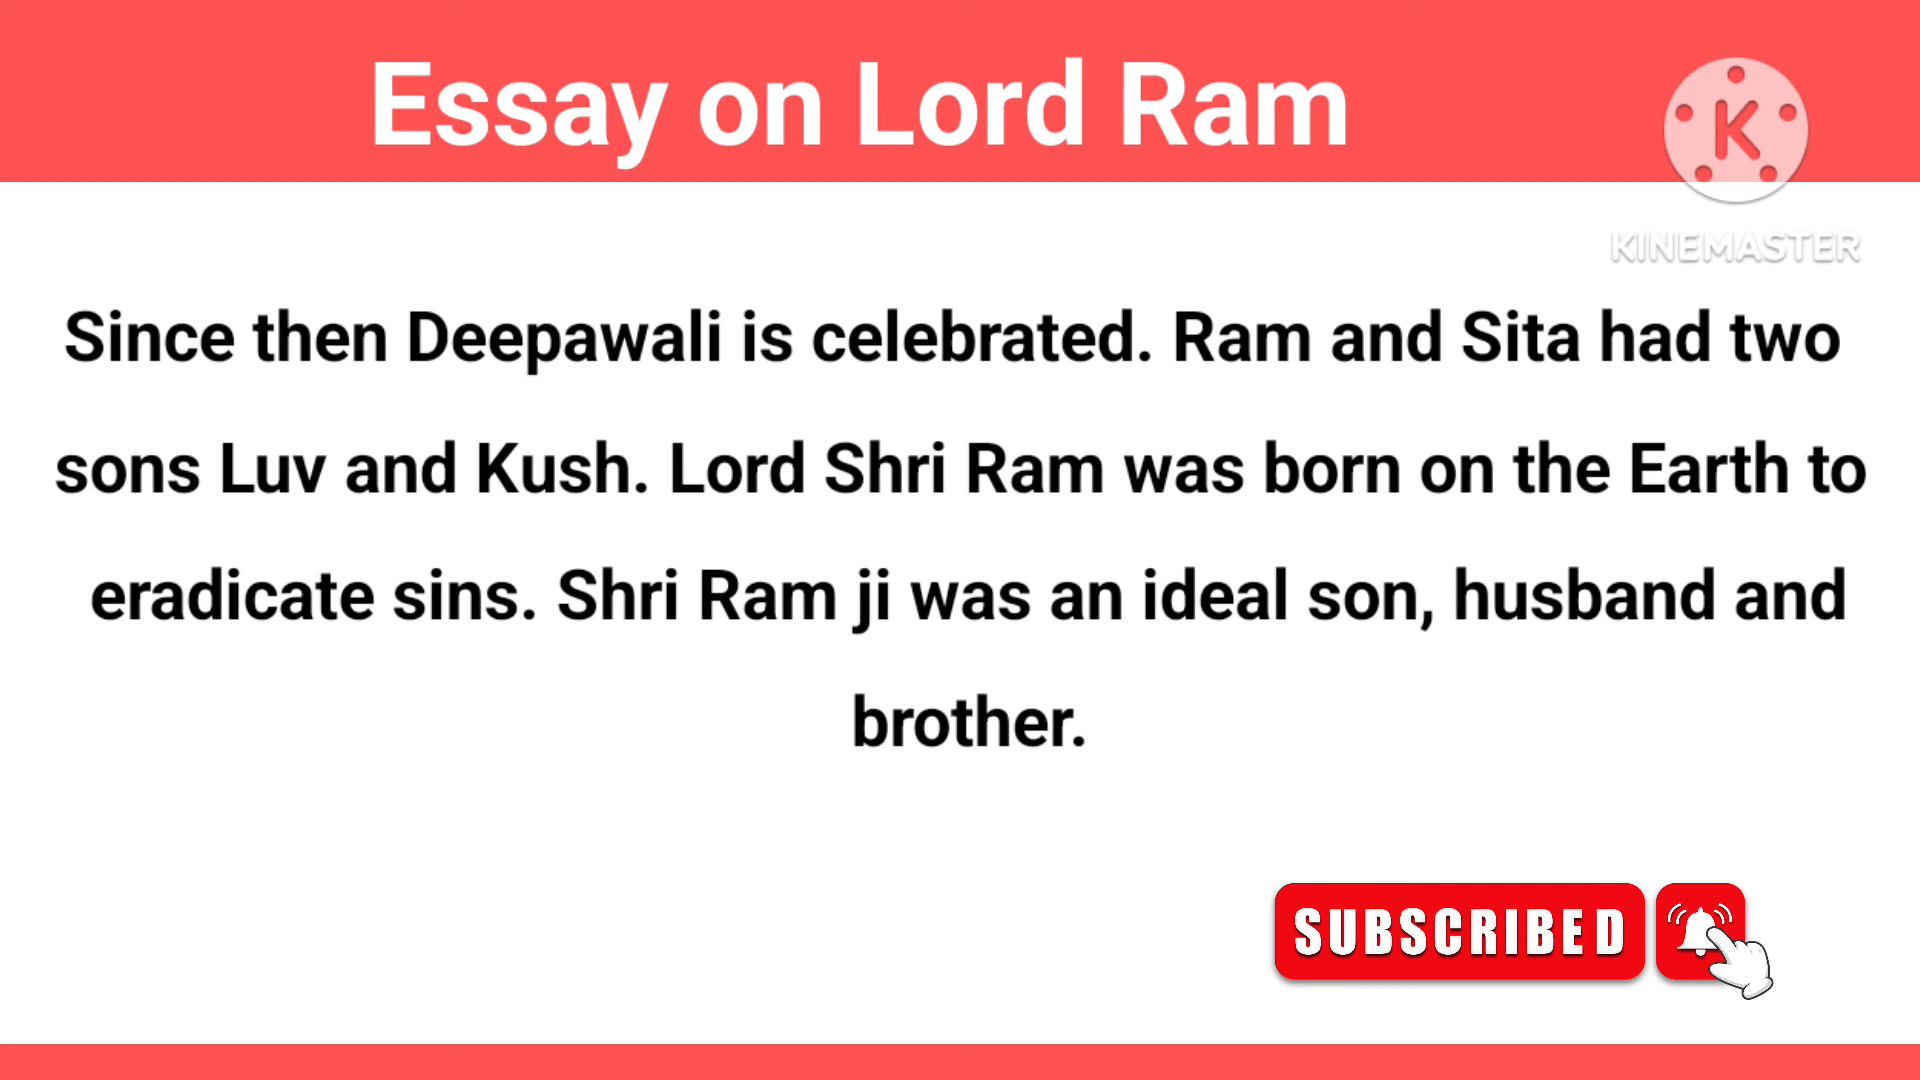 Essay on Lord Ram
K
KINEMASTER
Since then Deepawali is celebrated. Ram and Sita had two
sons Luv and Kush. Lord Shri Ram was born on the Earth to
eradicate sins. Shri Ram ji was an ideal son, husband and
brother.
SUBSCRIBED